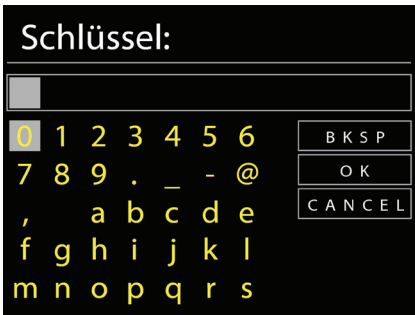 Schlüssel:
0 1 2 3 4 5 6 BKSP
7 8 9 . _ - @ OK
, a b c d e CANCEL
f g h i j k l
m n o p q r s